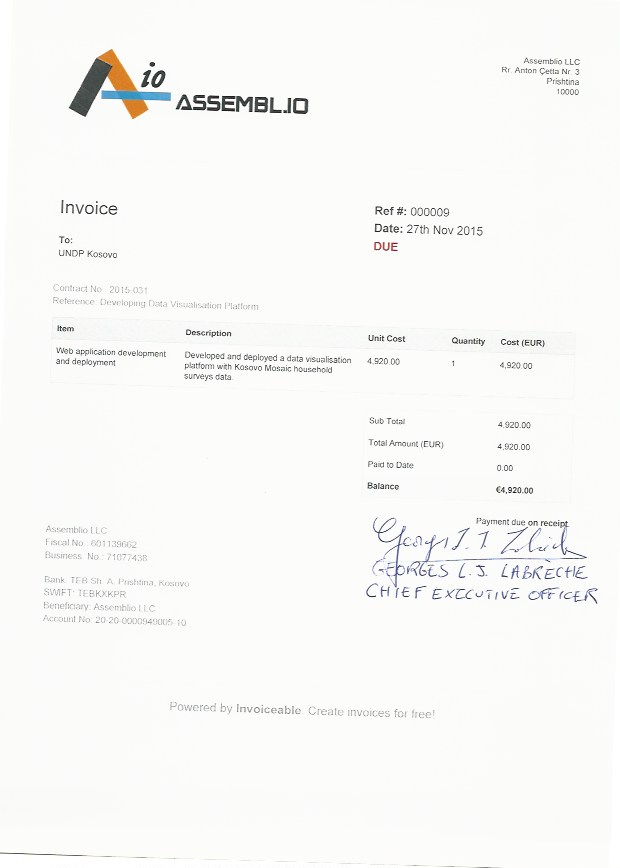 io
ASSEMBL.IO
Assemblio LLC
Rr. Anton Çetta Nr. 3
Prishtina
10000
Invoice
Ref #: 000009
Date: 27th Nov 2015
DUE
To:
UNDP Kosovo
Contract No.: 2015-031
Reference: Developing Data Visualisation Platform
Item Description Unit Cost Quantity Cost (EUR)
Web application development Developed and deployed a data visualisation 4,920.00 1 4,920.00
and deployment platform with Kosovo Mosaic household
surveys data.
Sub Total 4,920.00
Total Amount (EUR) 4,920.00
Paid to Date 0.00
Balance €4,920.00
Payment due on receipt.
GEORGES L.J. LABRÈCHE
CHIEF EXECUTIVE OFFICER
Assemblio LLC
Fiscal No.: 601139662
Business. No.: 71077438
Bank: TEB Sh. A. Prishtina, Kosovo
SWIFT: TEBKXKPR
Beneficiary: Assemblio LLC
Account No: 20-20-0000949005-10
Powered by Invoiceable. Create invoices for free!